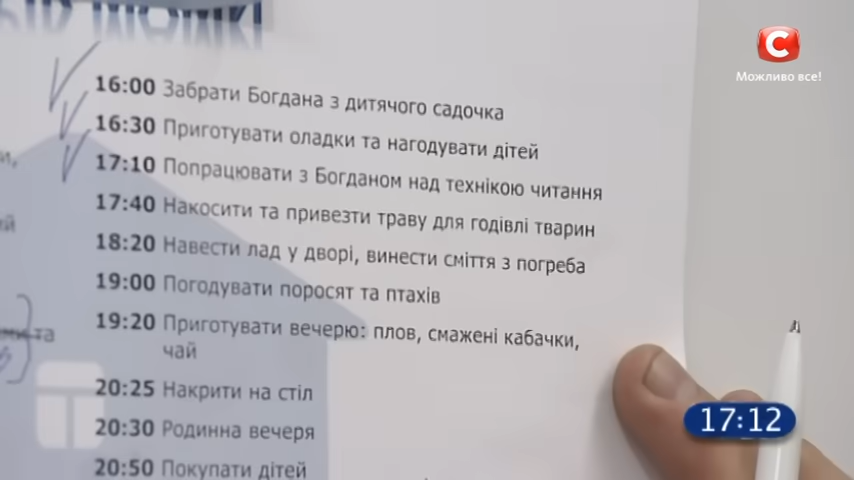 С
Можливо все!
16:00 Забрати Богдана з дитячого садочка
16:30 Приготувати оладки та нагодувати дітей
17:10 Попрацювати з Богданом над технікою читання
17:40 Накосити та привезти траву для годівлі тварин
18:20 Навести лад у дворі, винести сміття з погреба
19:00 Погодувати поросят та птахів
19:20 Приготувати вечерю: плов, смажені кабачки,
чай
20:25 Накрити на стіл
20:30 Родинна вечеря
20:50 Покупати дітей
та
17:12